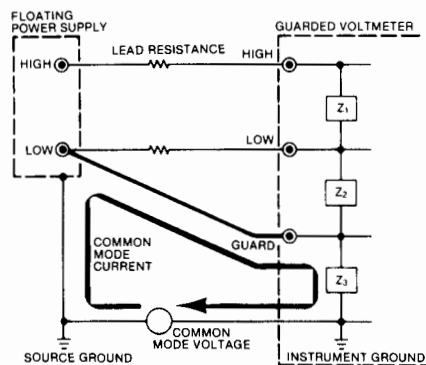 FLOATING
POWER SUPPLY
GUARDED VOLTMETER
LEAD RESISTANCE
HIGH
HIGH
Z1
LOW
LOW
Z2
GUARD
COMMON
MODE
CURRENT
Z3
COMMON
MODE VOLTAGE
SOURCE GROUND
INSTRUMENT GROUND